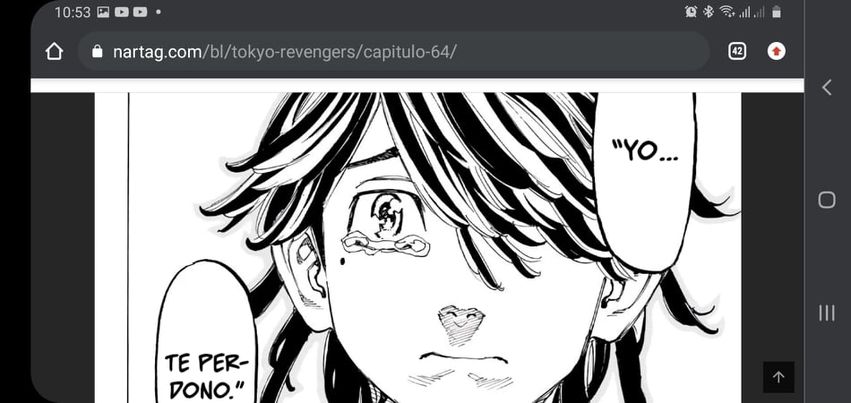 10:53
nartag.com/bl/tokyo-revengers/capitulo-64/
42
"YO...
TE PER-
DONO."